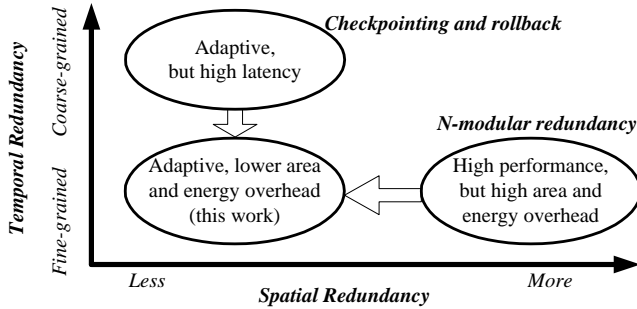 Checkpointing and rollback
Adaptive,
but high latency
N-modular redundancy
Adaptive, lower area
and energy overhead
(this work)
High performance,
but high area and
energy overhead
Temporal Redundancy
Coarse-grained
Fine-grained
Less
More
Spatial Redundancy